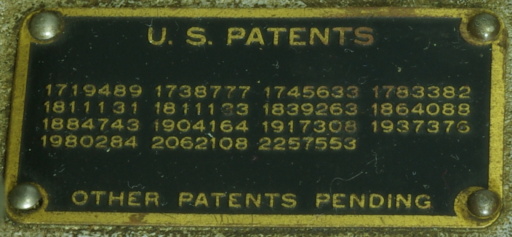 U. S. PATENTS
1719489 1738777 1745633 1783382
1811131 1811133 1839263 1864088
1884743 1904164 1917308 1937376
1980284 2062108 2257553
OTHER PATENTS PENDING